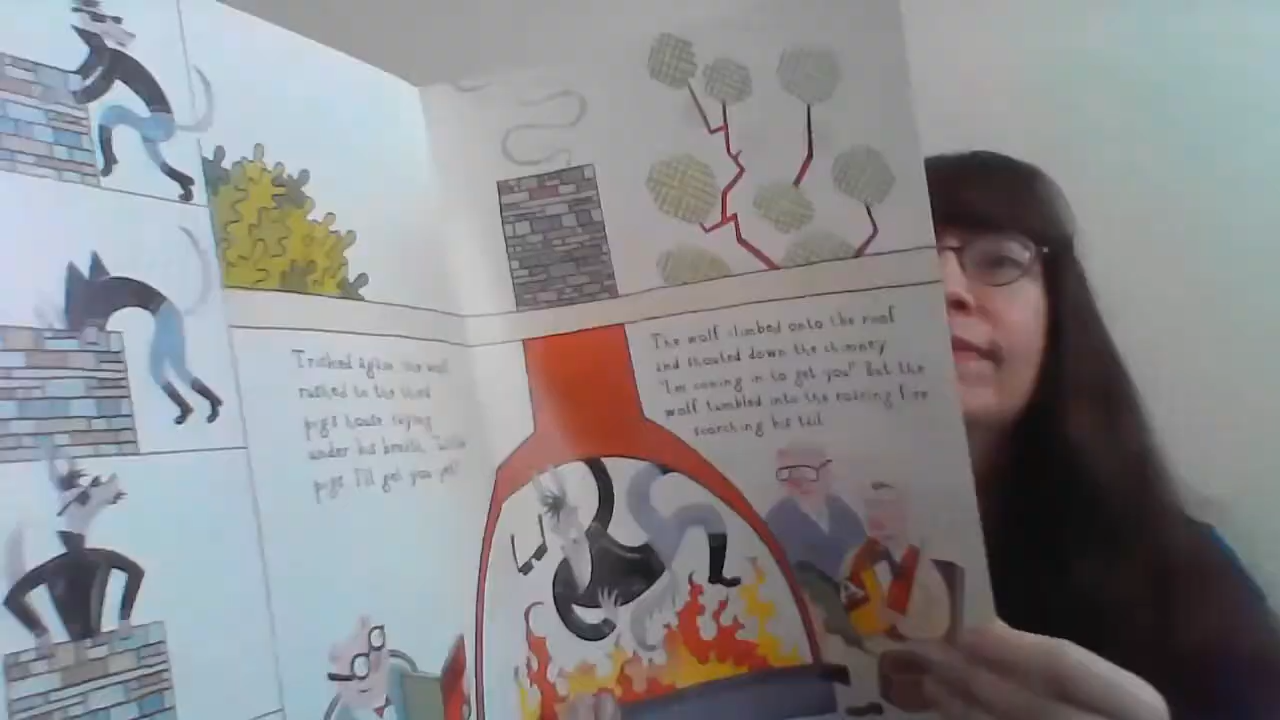 Tricked again, the wolf
rushed to the third
pig's house saying
under his breath, "Little
pigs I'll get you yet!"
The wolf climbed onto the roof
and shouted down the chimney
"I'm coming in to get you!" But the
wolf tumbled into the roaring fire
scorching his tail.